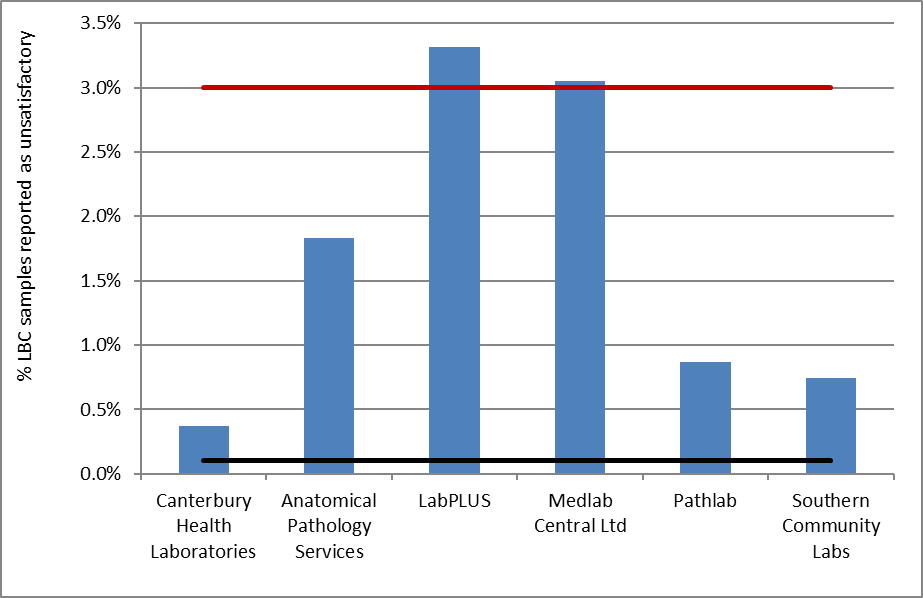 % LBC samples reported as unsatisfactory
3.5%
3.0%
2.5%
2.0%
1.5%
1.0%
0.5%
0.0%
Canterbury
Health
Laboratories
Anatomical
Pathology
Services
LabPLUS
Medlab
Central Ltd
Pathlab
Southern
Community
Labs